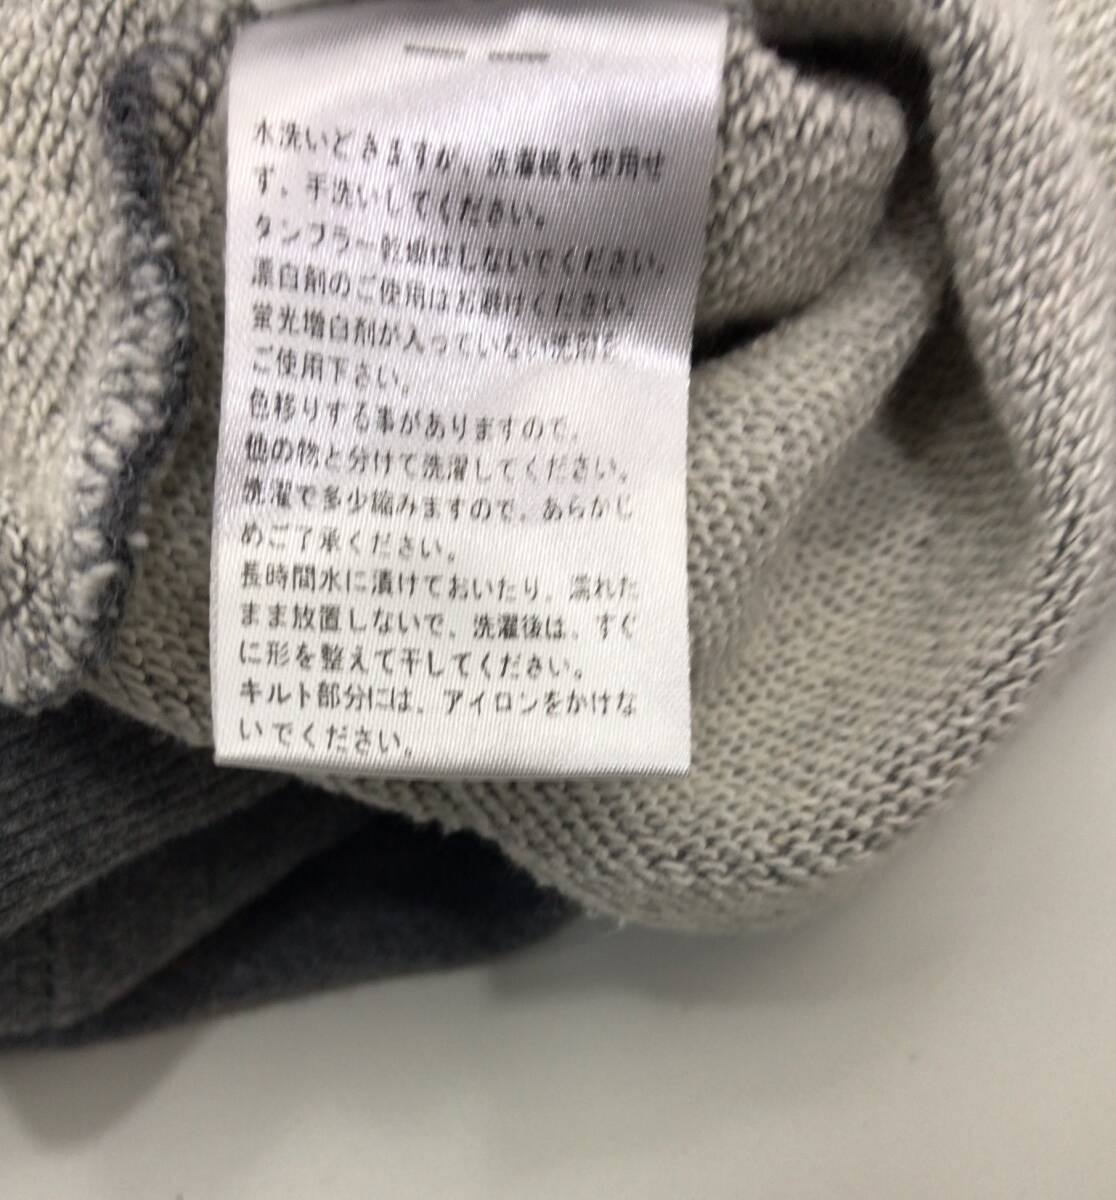 水洗いできますが、洗濯機を使用せ
ず、手洗いしてください。
タンブラー乾燥はしないでください。
漂白剤のご使用はお避けください。
蛍光増白剤が入っていない洗剤を
ご使用下さい。
色移りする事がありますので、
他の物と分けて洗濯してください。
洗濯で多少縮みますので、あらかじ
めご了承ください。
長時間水に漬けておいたり、濡れた
まま放置しないで、洗濯後は、すぐ
に形を整えて干してください。
キルト部分には、アイロンをかけな
いでください。